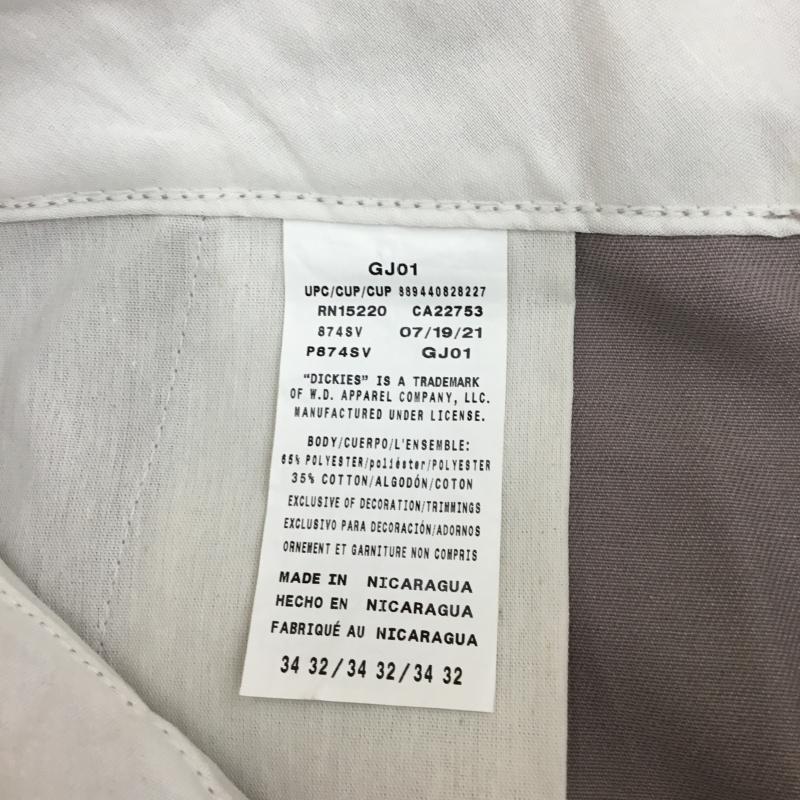 GJ01
UPC/CUP/CUP 889440828227
RN15220 CA22753
874SV 07/19/21
P874SV GJ01
"DICKIES" IS A TRADEMARK
OF W.D. APPAREL COMPANY, LLC.
MANUFACTURED UNDER LICENSE.
BODY/CUERPO/L'ENSEMBLE:
65% POLYESTER/poliéster/POLYESTER
35% COTTON/ALGODÓN/COTON
EXCLUSIVE OF DECORATION/TRIMMINGS
EXCLUSIVO PARA DECORACIÓN/ADORNOS
ORNEMENT ET GARNITURE NON COMPRIS
MADE IN NICARAGUA
HECHO EN NICARAGUA
FABRIQUÉ AU NICARAGUA
34 32/34 32/34 32